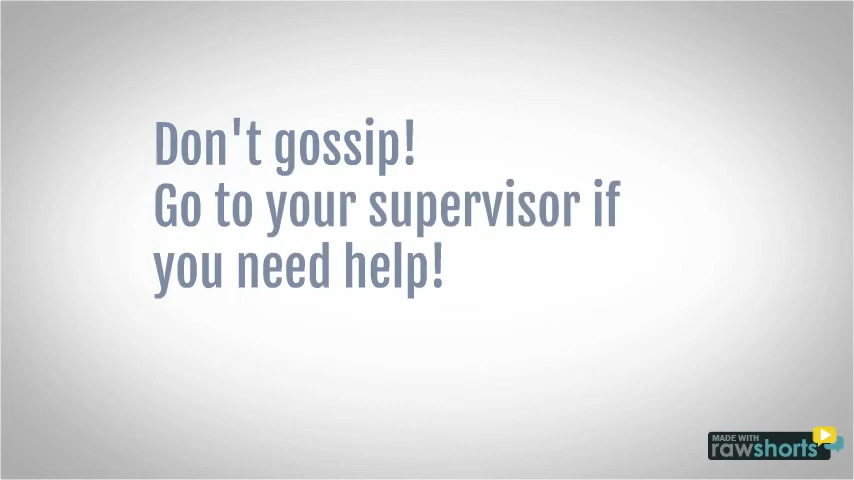 Don't gossip!
Go to your supervisor if
you need help!
MADE WITH
rawshorts